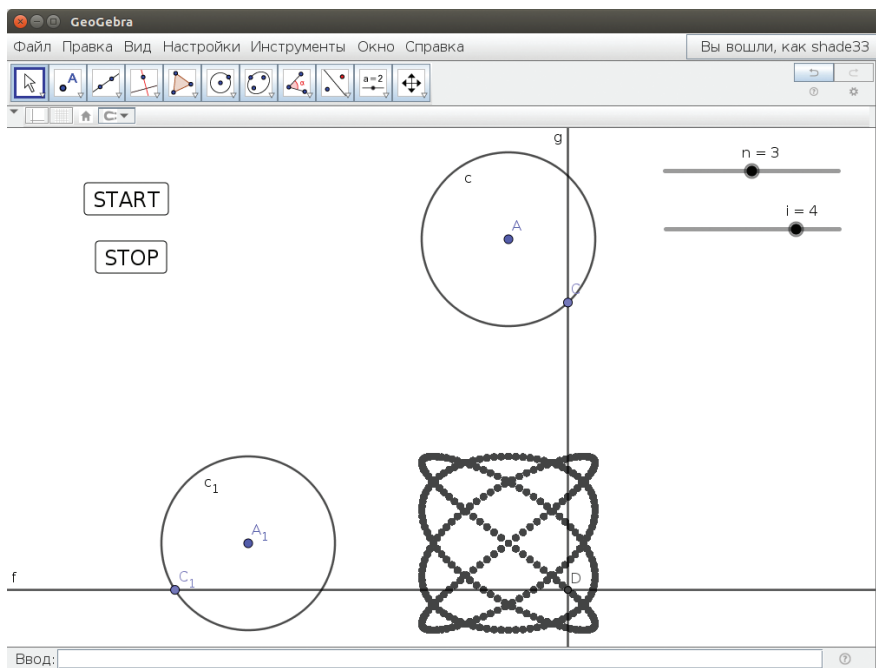 GeoGebra
Файл Правка Вид Настройки Инструменты Окно Справка
Вы вошли, как shade33
A
a=2
START
STOP
g
c
A
C
n = 3
i = 4
c1
A1
f
C1
D
Ввод: